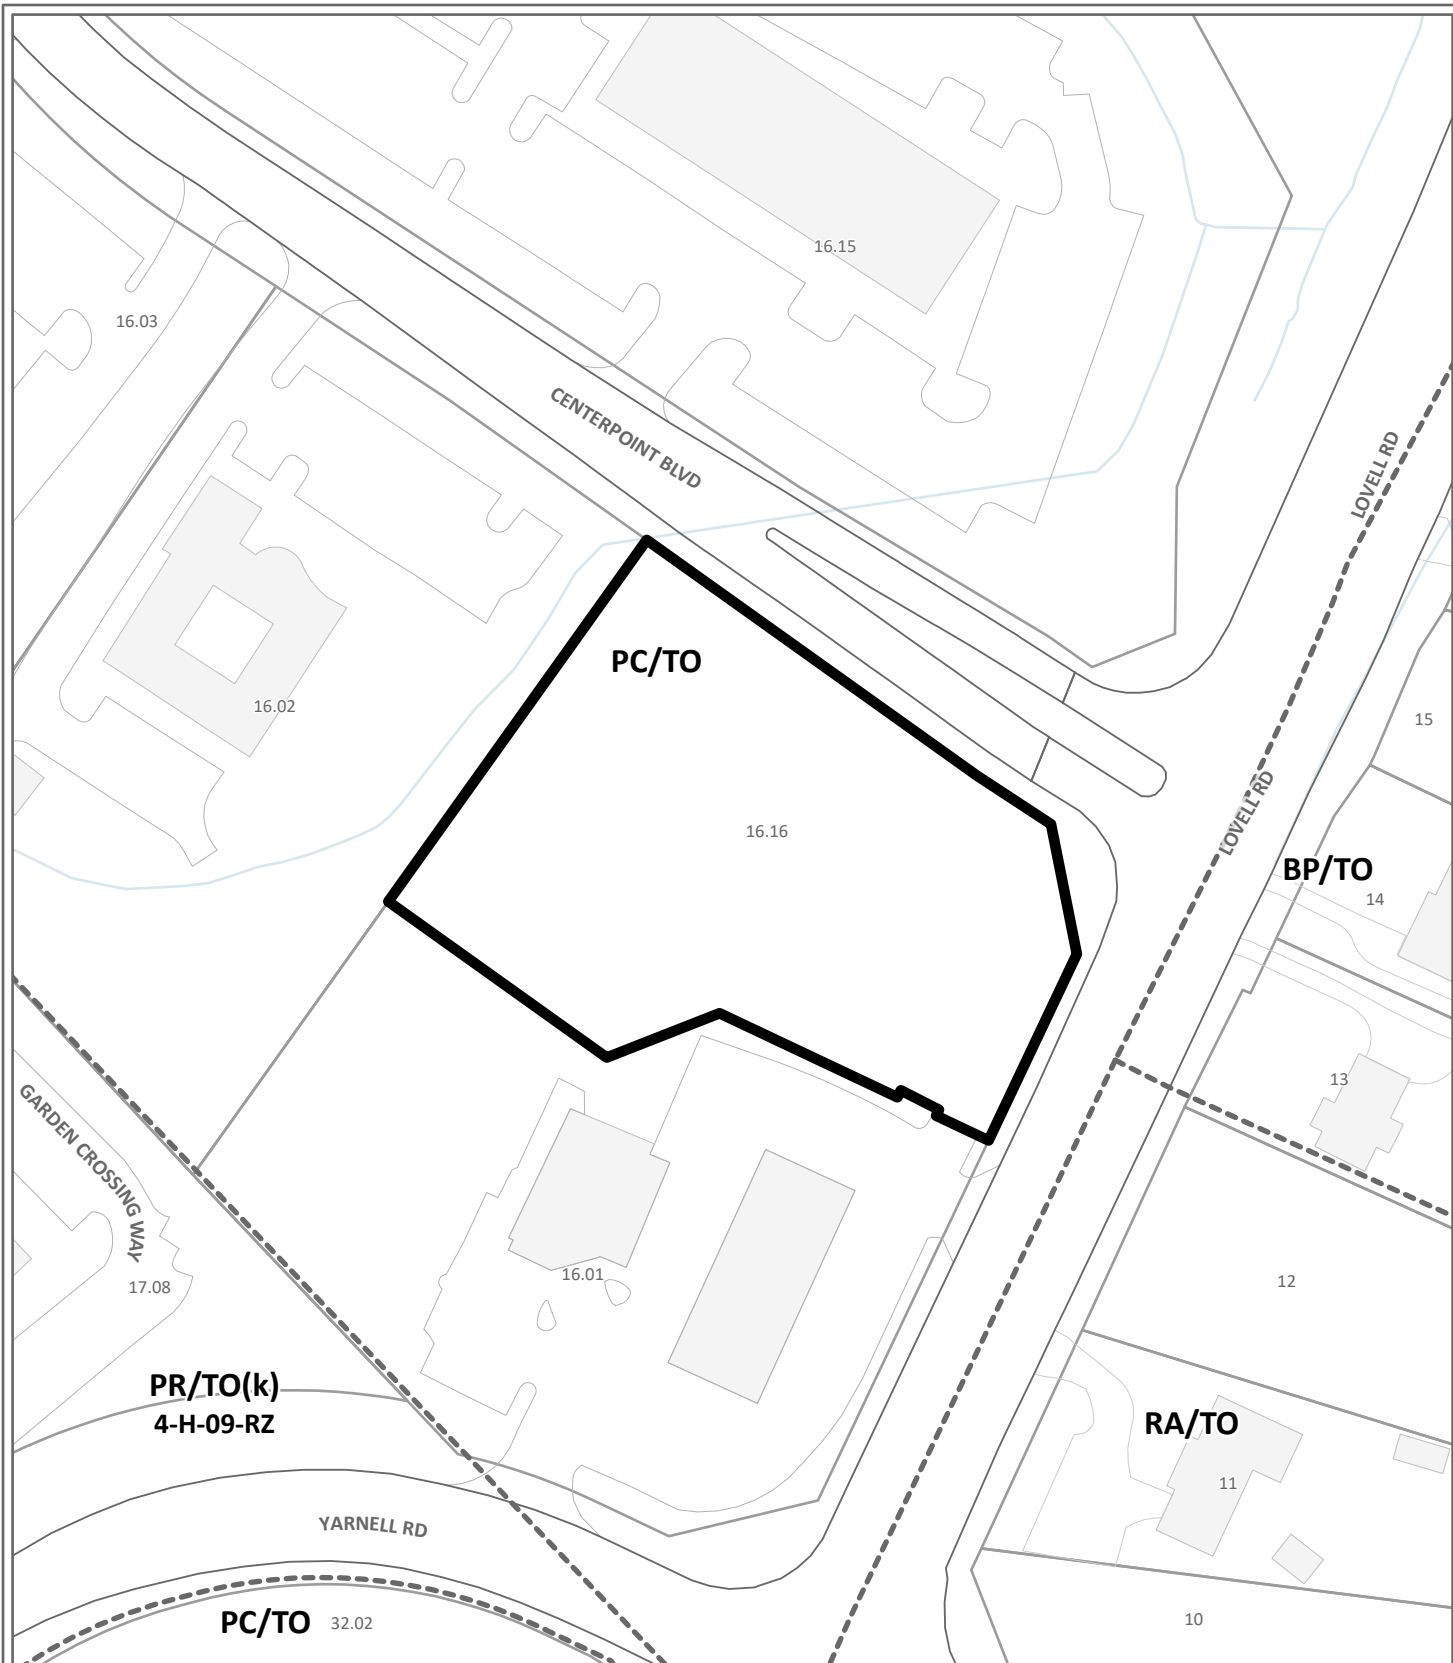 16.15
16.03
CENTERPOINT BLVD
LOVELL RD
PC/TO
16.02
15
LOVELL RD
16.16
BP/TO
14
13
GARDEN CROSSING WAY
16.01
12
17.08
PR/TO(k)
4-H-09-RZ
RA/TO
11
YARNELL RD
PC/TO
32.02
10